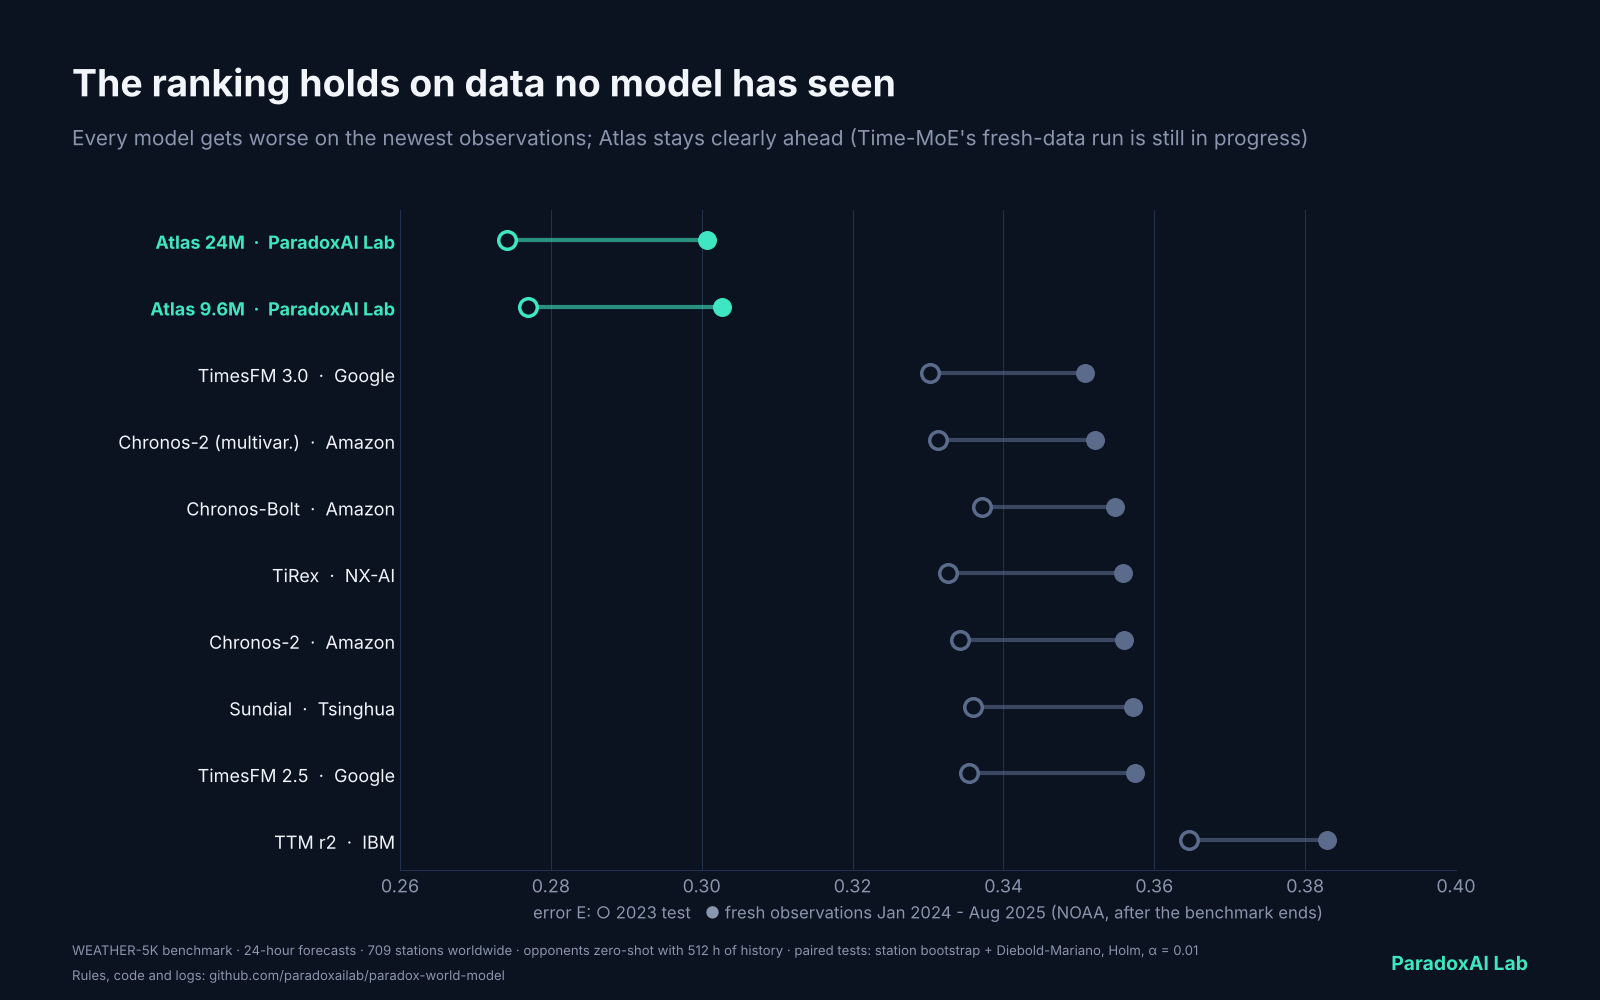 The ranking holds on data no model has seen
Every model gets worse on the newest observations; Atlas stays clearly ahead (Time-MoE's fresh-data run is still in progress)
Atlas 24M · ParadoxAI Lab
Atlas 9.6M · ParadoxAI Lab
TimesFM 3.0 · Google
Chronos-2 (multivar.) · Amazon
Chronos-Bolt · Amazon
TiRex · NX-AI
Chronos-2 · Amazon
Sundial · Tsinghua
TimesFM 2.5 · Google
TTM r2 · IBM
0.26 0.28 0.30 0.32 0.34 0.36 0.38 0.40
error E: ○ 2023 test ● fresh observations Jan 2024 - Aug 2025 (NOAA, after the benchmark ends)
WEATHER-5K benchmark · 24-hour forecasts · 709 stations worldwide · opponents zero-shot with 512 h of history · paired tests: station bootstrap + Diebold-Mariano, Holm, α = 0.01
Rules, code and logs: github.com/paradoxailab/paradox-world-model
ParadoxAI Lab